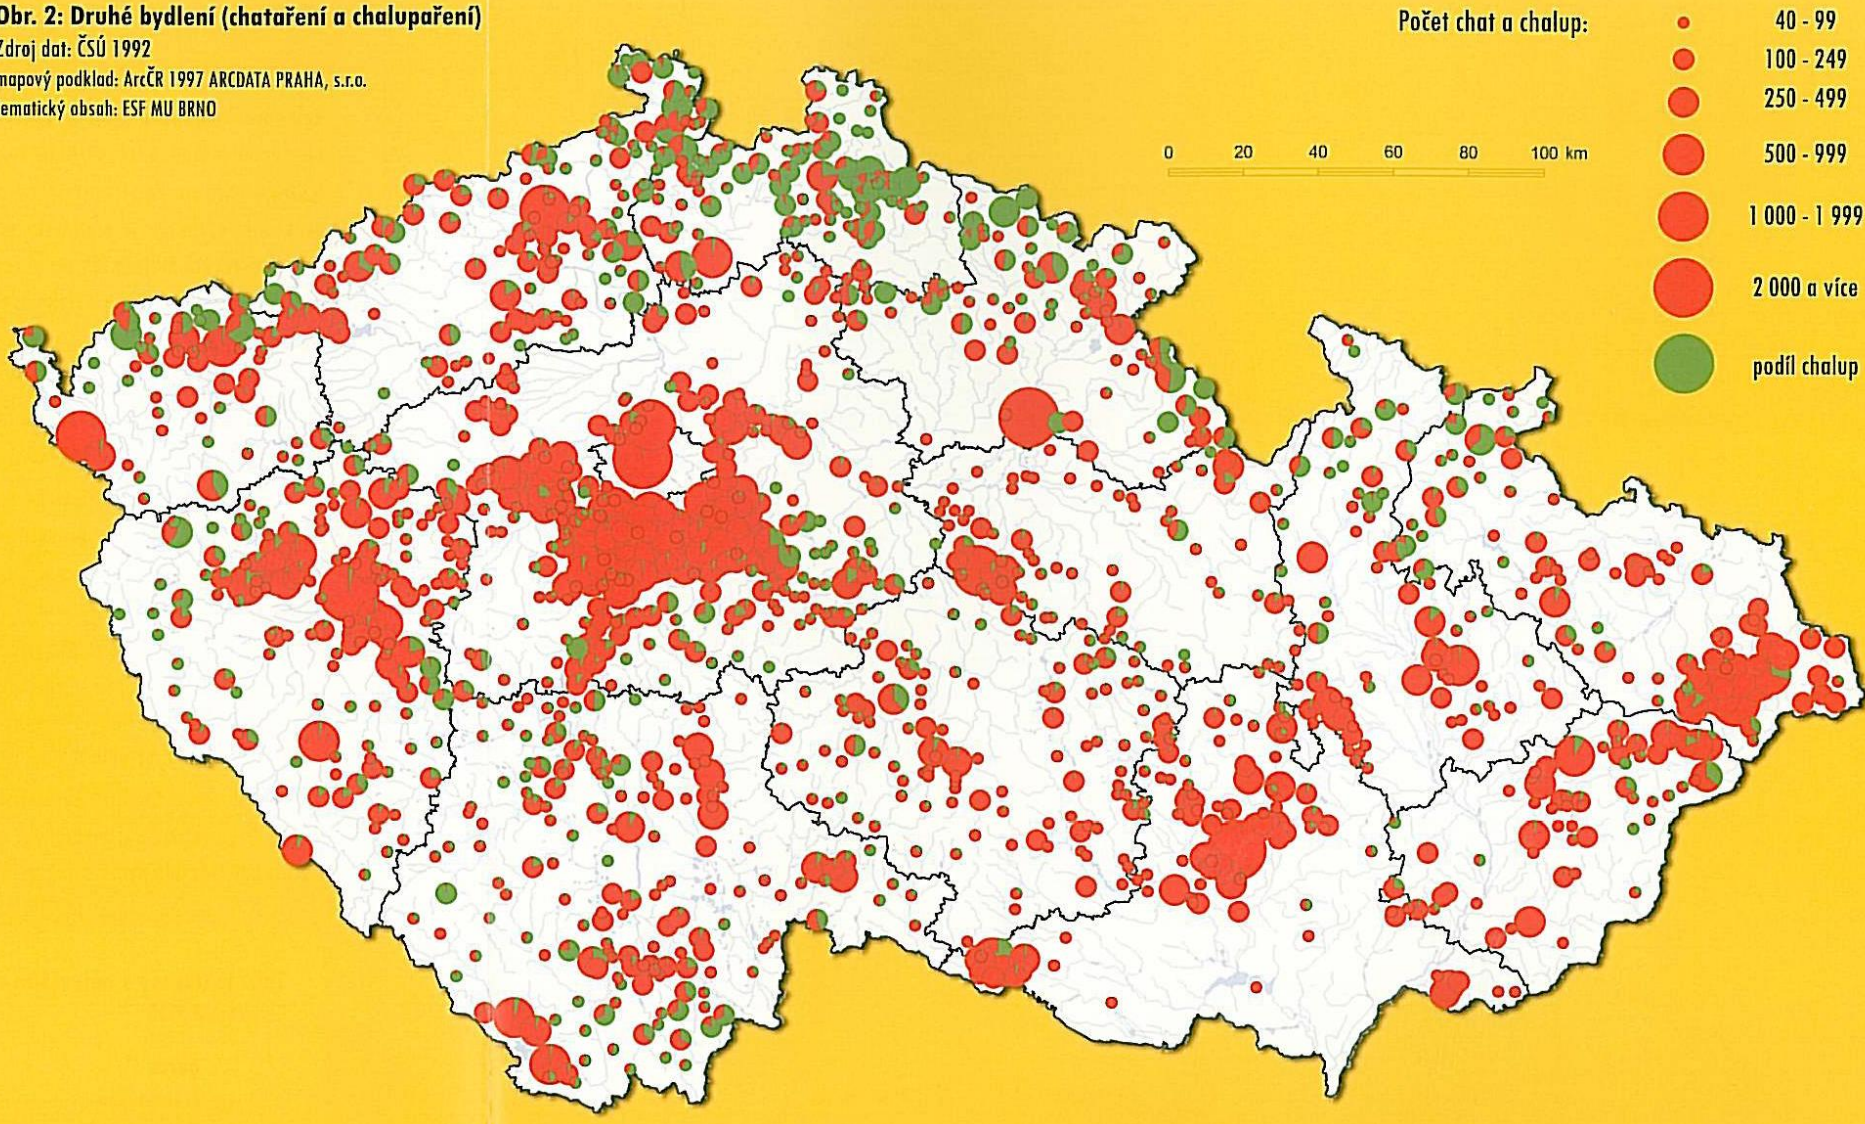 Obr. 2: Druhé bydlení (chataření a chalupaření)
Zdroj dat: ČSÚ 1992
mapový podklad: ArcČR 1997 ARCDATA PRAHA, s.r.o.
tematický obsah: ESF MU BRNO
Počet chat a chalup:
40 - 99
100 - 249
250 - 499
500 - 999
1 000 - 1 999
2 000 a více
podíl chalup
0 20 40 60 80 100 km